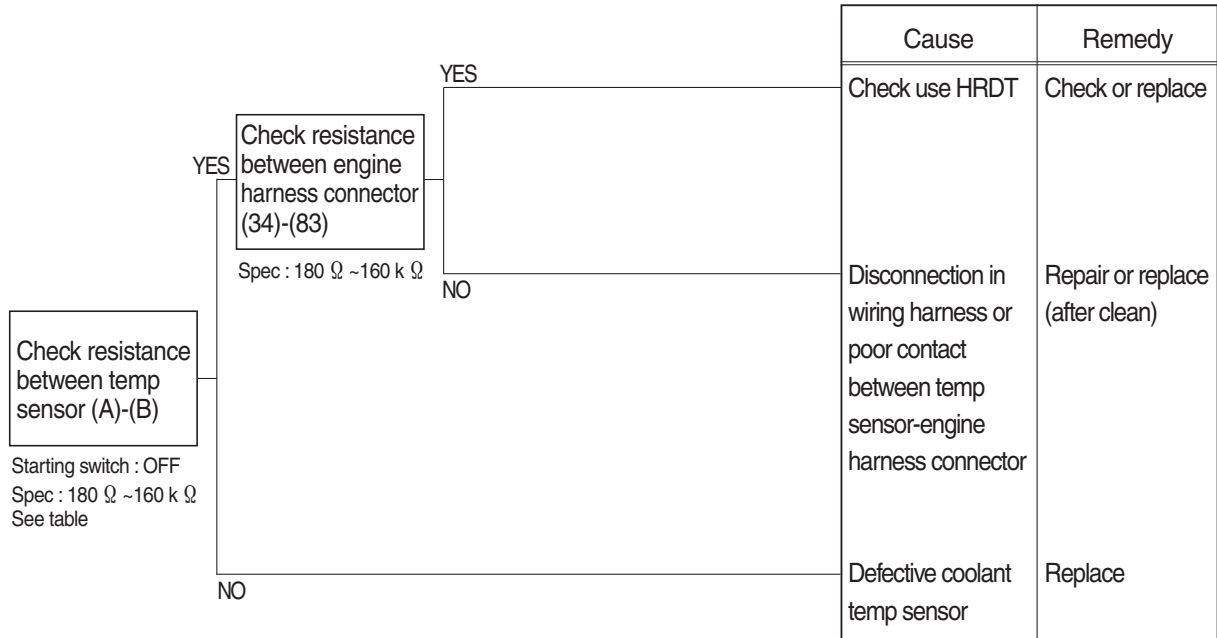 Check resistance
between temp
sensor (A)-(B)
Starting switch : OFF
Spec : 180 Ω ~160 k Ω
See table
YES
Check resistance
between engine
harness connector
(34)-(83)
Spec : 180 Ω ~160 k Ω
YES
NO
NO
Cause
Remedy
Check use HRDT
Check or replace
Disconnection in
wiring harness or
poor contact
between temp
sensor-engine
harness connector
Repair or replace
(after clean)
Defective coolant
temp sensor
Replace